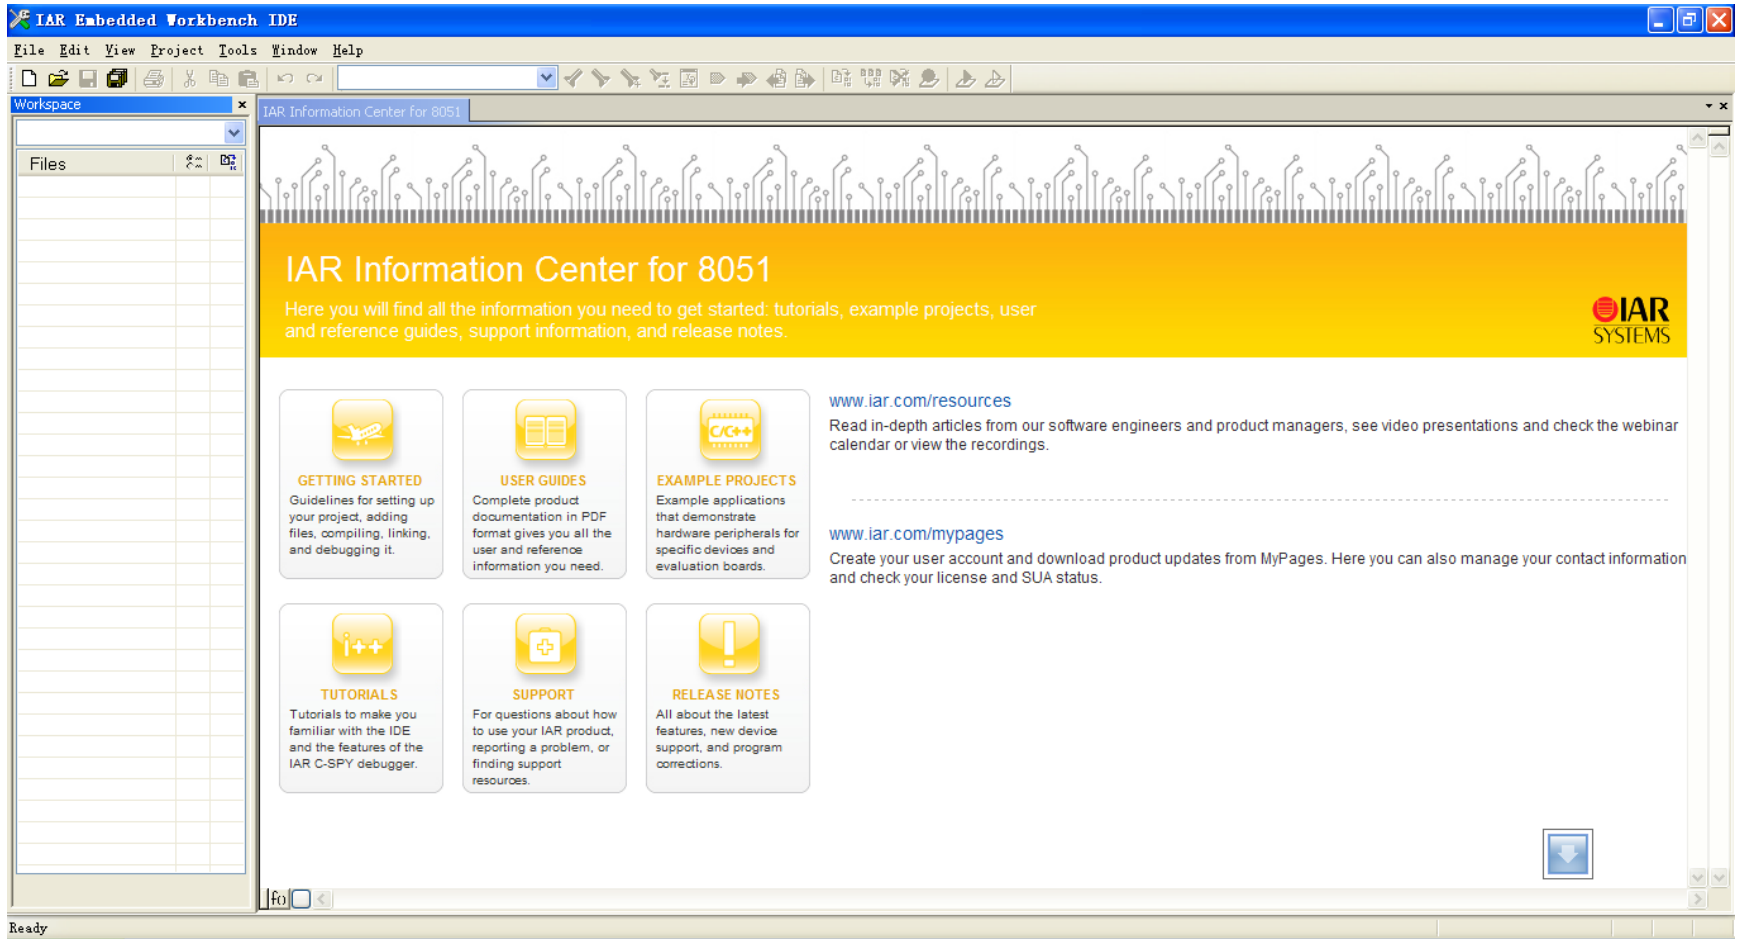 IAR Embedded Workbench IDE
File Edit View Project Tools Window Help
Workspace
IAR Information Center for 8051
Files
IAR Information Center for 8051
Here you will find all the information you need to get started: tutorials, example projects, user
and reference guides, support information, and release notes.
IAR
SYSTEMS
C/C++
GETTING STARTED
Guidelines for setting up
your project, adding
files, compiling, linking,
and debugging it.
USER GUIDES
Complete product
documentation in PDF
format gives you all the
user and reference
information you need.
EXAMPLE PROJECTS
Example applications
that demonstrate
hardware peripherals for
specific devices and
evaluation boards.
www.iar.com/resources
Read in-depth articles from our software engineers and product managers, see video presentations and check the webinar
calendar or view the recordings.
www.iar.com/mypages
Create your user account and download product updates from MyPages. Here you can also manage your contact information
and check your license and SUA status.
i++
TUTORIALS
Tutorials to make you
familiar with the IDE
and the features of the
IAR C-SPY debugger.
SUPPORT
For questions about how
to use your IAR product,
reporting a problem, or
finding support
resources.
RELEASE NOTES
All about the latest
features, new device
support, and program
corrections.
fo
Ready